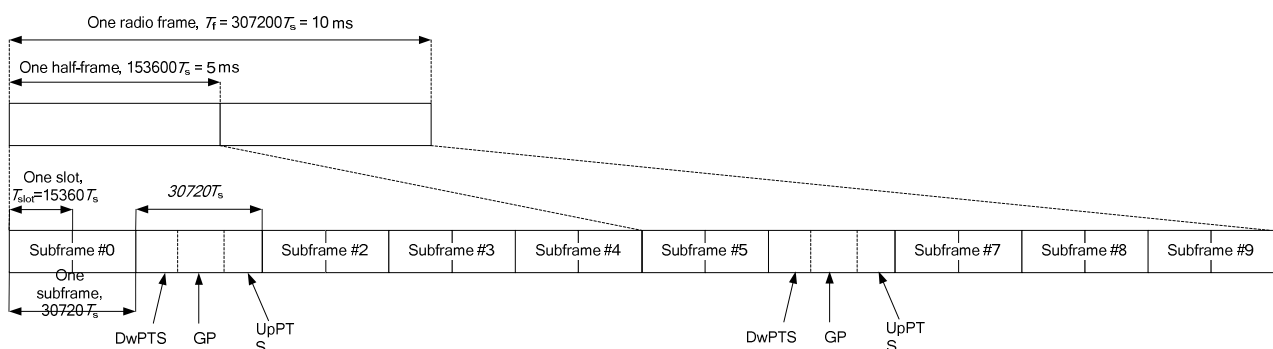 One radio frame, Tf = 307200Ts = 10 ms
One half-frame, 153600Ts = 5 ms
One slot,
Tslot=15360Ts
30720Ts
Subframe #0
Subframe #2
Subframe #3
Subframe #4
Subframe #5
Subframe #7
Subframe #8
Subframe #9
One
subframe,
30720Ts
DwPTS
GP
UpPT
S
DwPTS
GP
UpPT
S